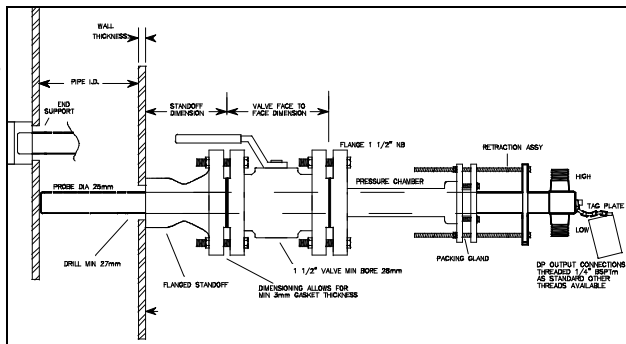 WALL
THICKNESS
PIPE I.D.
END
SUPPORT
STANDOFF
DIMENSION
VALVE FACE TO
FACE DIMENSION
FLANGE 1 1/2" NB
RETRACTION ASSY
PROBE DIA 25mm
PRESSURE CHAMBER
HIGH
TAG PLATE
LOW
DRILL MIN 27mm
PACKING GLAND
1 1/2" VALVE MIN BORE 28mm
FLANGED STANDOFF
DIMENSIONING ALLOWS FOR
MIN 3mm GASKET THICKNESS
DP OUTPUT CONNECTIONS
THREADED 1/4" BSPTm
AS STANDARD OTHER
THREADS AVAILABLE